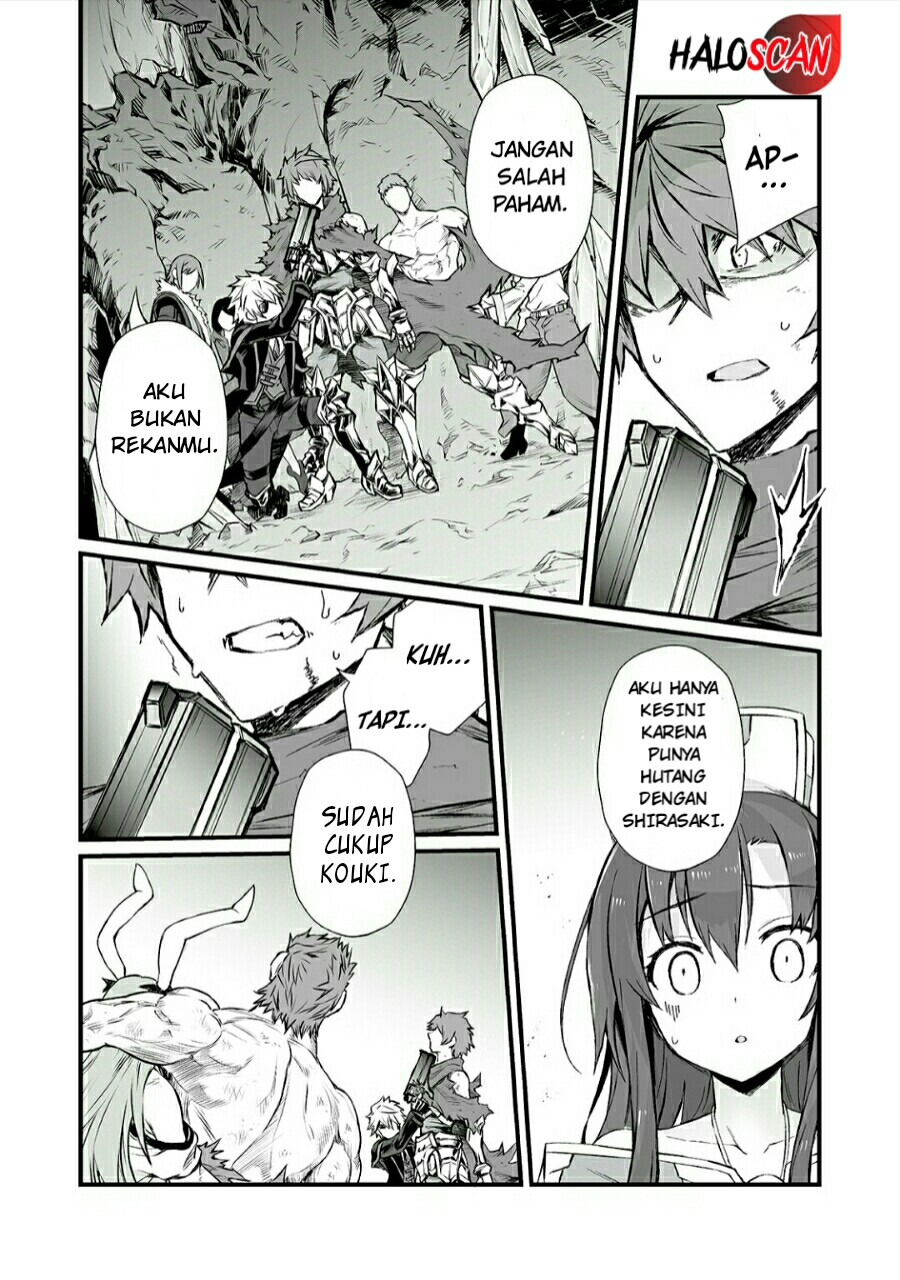 HALOSCAN
AP-
...
JANGAN
SALAH
PAHAM.
AKU
BUKAN
REKANMU.
AKU HANYA
KESINI
KARENA
PUNYA
HUTANG
DENGAN
SHIRASAKI.
KUH...
TAPI...
SUDAH
CUKUP
KOUKI.